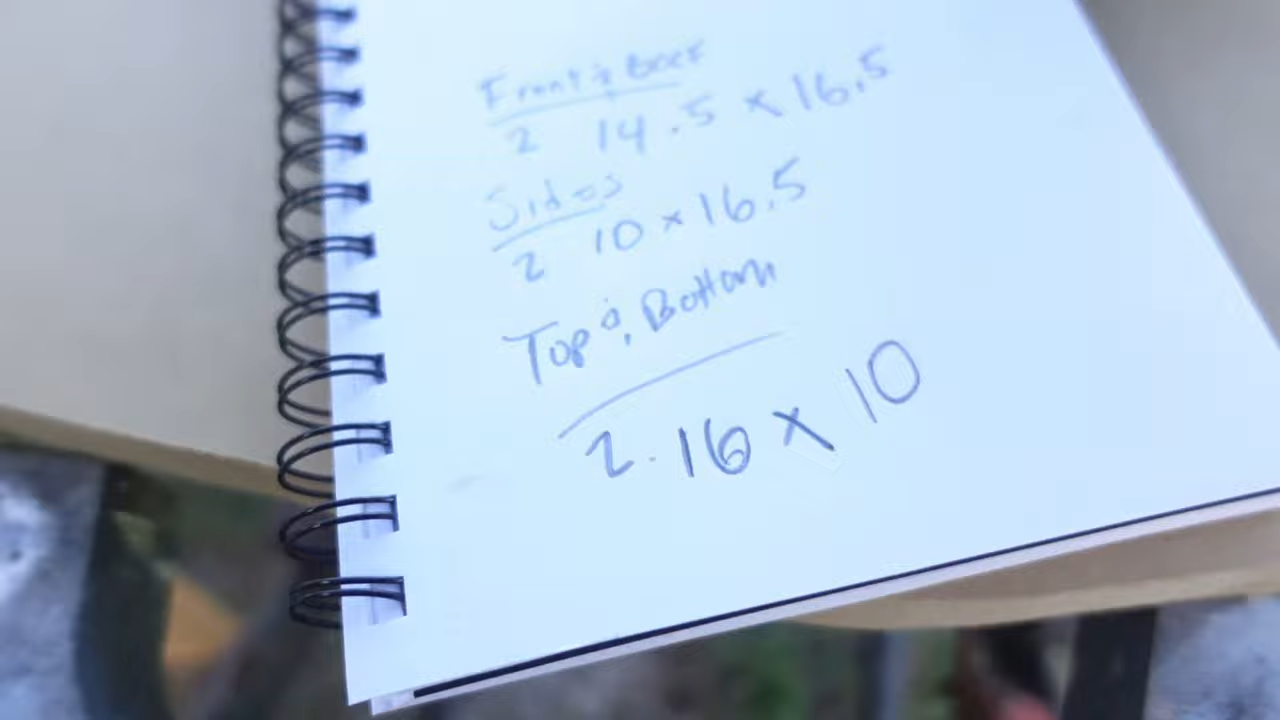 Front & Back
2 14.5 x 16.5
Sides
2 10 x 16.5
Top & Bottom
2. 16 x 10